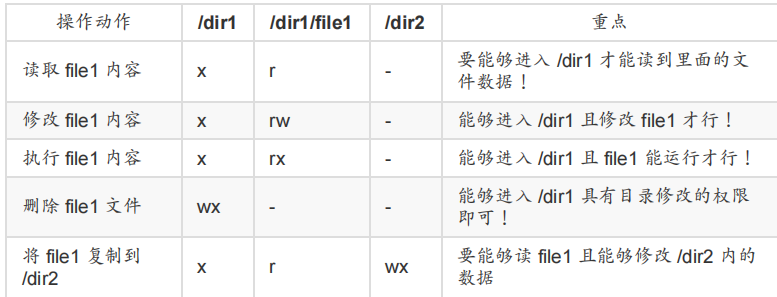 操作动作 /dir1 /dir1/file1 /dir2 重点
读取 file1 内容 x r - 要能够进入 /dir1 才能读到里面的文
件数据！
修改 file1 内容 x rw - 能够进入 /dir1 且修改 file1 才行！
执行 file1 内容 x rx - 能够进入 /dir1 且 file1 能运行才行！
删除 file1 文件 wx - - 能够进入 /dir1 具有目录修改的权限
即可！
将 file1 复制到 x r wx 要能够读 file1 且能够修改 /dir2 内的
/dir2 数据